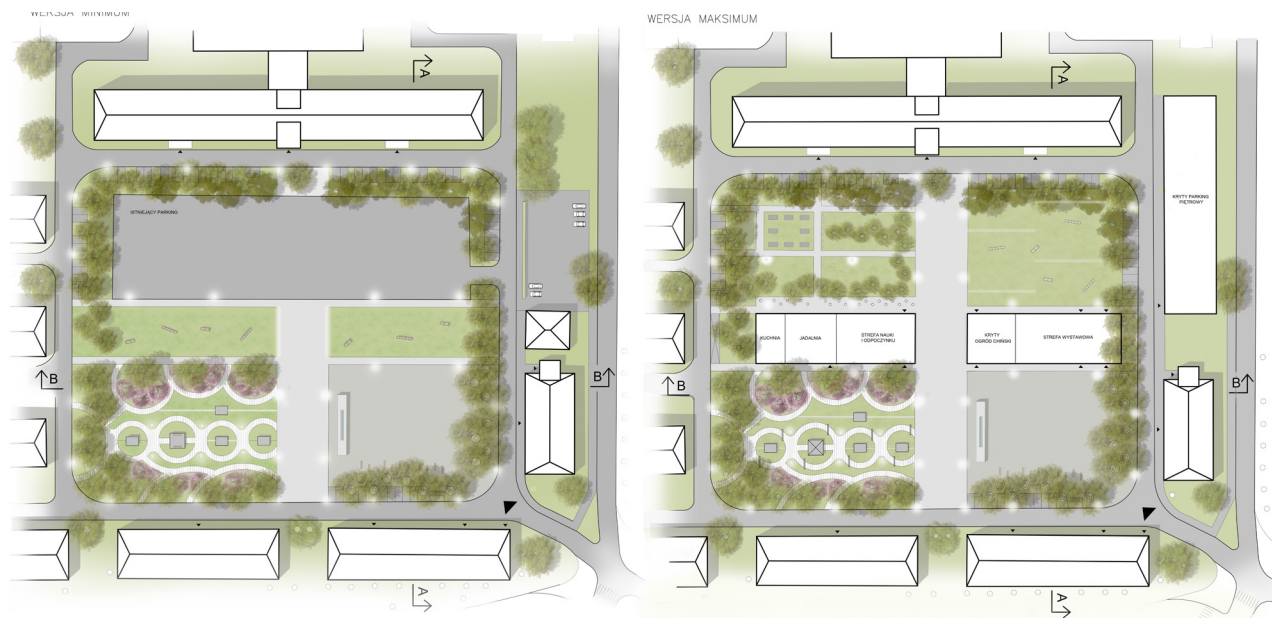 WERSJA MINIMUM
A
ISTNIEJĄCY PARKING
B
B
A
WERSJA MAKSIMUM
A
KRYTY PARKING
PIĘTROWY
KUCHNIA
JADALNIA
STREFA NAUKI
I ODPOCZYNKU
KRYTY
OGRÓD CHIŃSKI
STREFA WYSTAWOWA
B
B
A